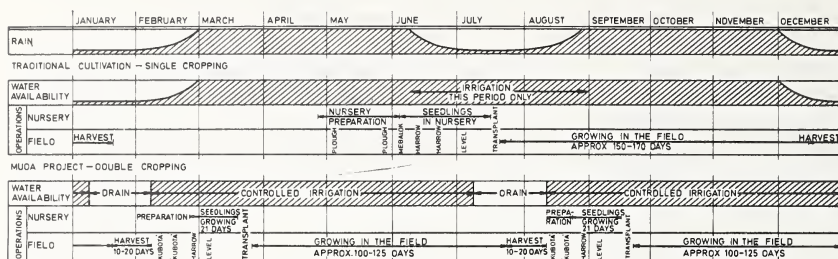 JANUARY FEBRUARY MARCH APRIL MAY JUNE JULY AUGUST SEPTEMBER OCTOBER NOVEMBER DECEMBER
RAIN
TRADITIONAL CULTIVATION — SINGLE CROPPING
WATER AVAILABILITY
IRRIGATION
THIS PERIOD ONLY
OPERATIONS
NURSERY
NURSERY PREPARATION
SEEDLINGS IN NURSERY
FIELD
HARVEST
PLOUGH
PLOUGH
MEBALOK
HARROW
HARROW
LEVEL
TRANSPLANT
GROWING IN THE FIELD
APPROX 150-170 DAYS
HARVEST
MUDA PROJECT — DOUBLE CROPPING
WATER AVAILABILITY
DRAIN
CONTROLLED IRRIGATION
DRAIN
CONTROLLED IRRIGATION
OPERATIONS
NURSERY
PREPARATION
SEEDLINGS
GROWING
21 DAYS
PREPA-
RATION
SEEDLINGS
GROWING
21 DAYS
FIELD
HARVEST
10-20 DAYS
KUBOTA
KUBOTA
HARROW
LEVEL
TRANSPLANT
GROWING IN THE FIELD
APPROX.100-125 DAYS
HARVEST
10-20 DAYS
KUBOTA
KUBOTA
HARROW
LEVEL
TRANSPLANT
GROWING IN THE FIELD
APPROX 100-125 DAYS